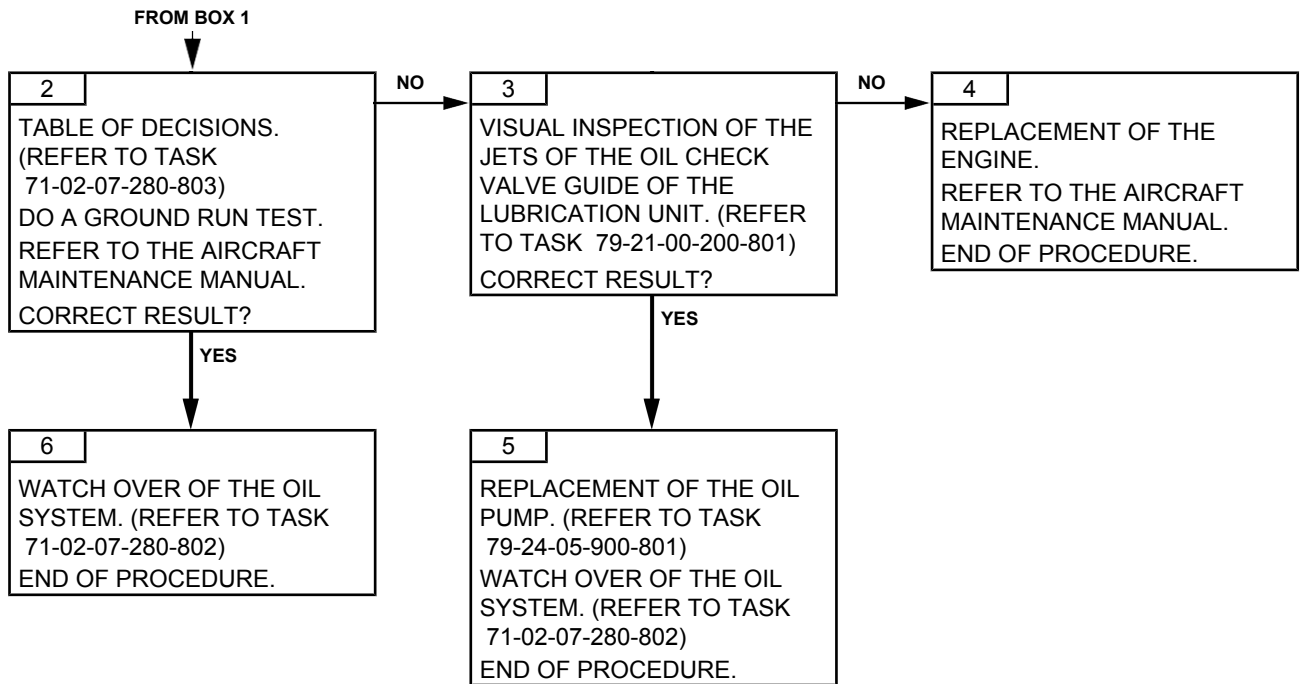 FROM BOX 1
2
TABLE OF DECISIONS.
(REFER TO TASK
71-02-07-280-803)
DO A GROUND RUN TEST.
REFER TO THE AIRCRAFT
MAINTENANCE MANUAL.
CORRECT RESULT?
NO
3
VISUAL INSPECTION OF THE
JETS OF THE OIL CHECK
VALVE GUIDE OF THE
LUBRICATION UNIT. (REFER
TO TASK 79-21-00-200-801)
CORRECT RESULT?
NO
4
REPLACEMENT OF THE
ENGINE.
REFER TO THE AIRCRAFT
MAINTENANCE MANUAL.
END OF PROCEDURE.
YES
YES
6
WATCH OVER OF THE OIL
SYSTEM. (REFER TO TASK
71-02-07-280-802)
END OF PROCEDURE.
5
REPLACEMENT OF THE OIL
PUMP. (REFER TO TASK
79-24-05-900-801)
WATCH OVER OF THE OIL
SYSTEM. (REFER TO TASK
71-02-07-280-802)
END OF PROCEDURE.